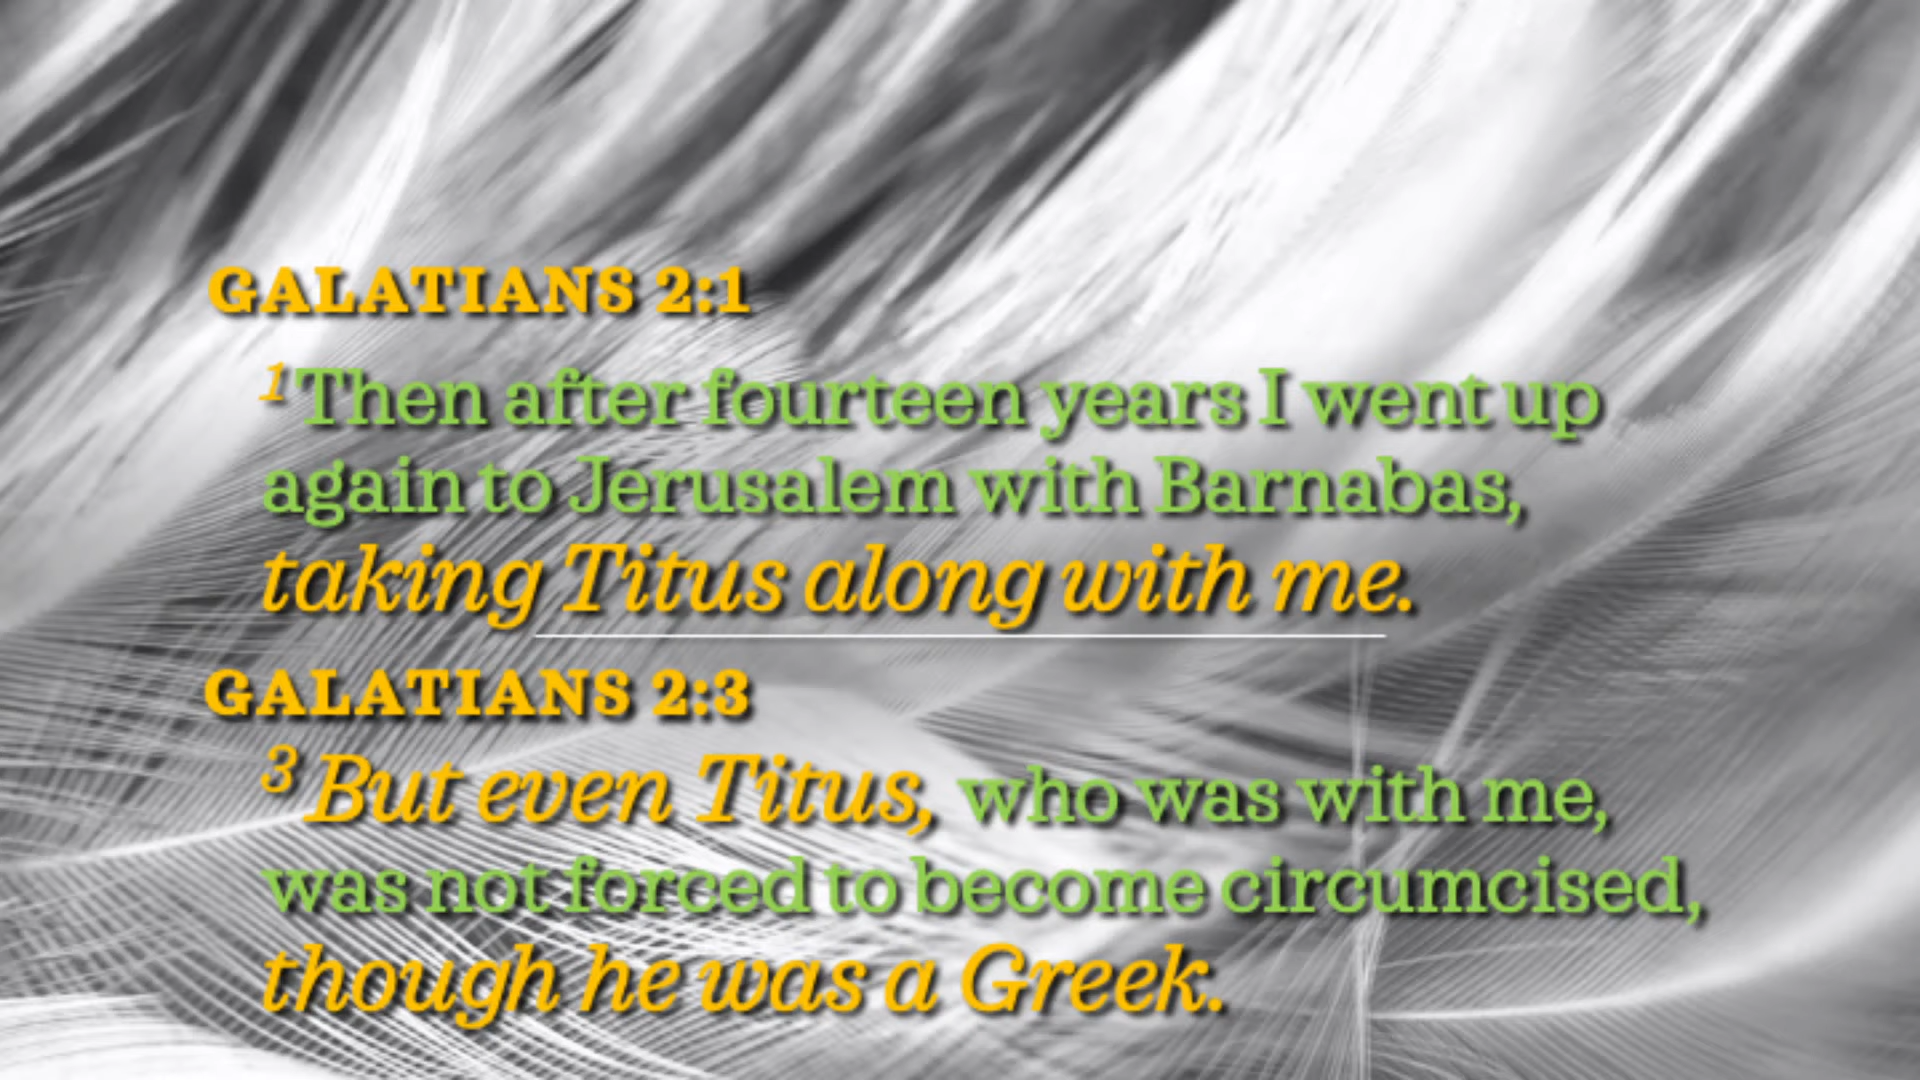 GALATIANS 2:1
1 Then after fourteen years I went up
again to Jerusalem with Barnabas,
taking Titus along with me.
GALATIANS 2:3
3 But even Titus, who was with me,
was not forced to become circumcised,
though he was a Greek.